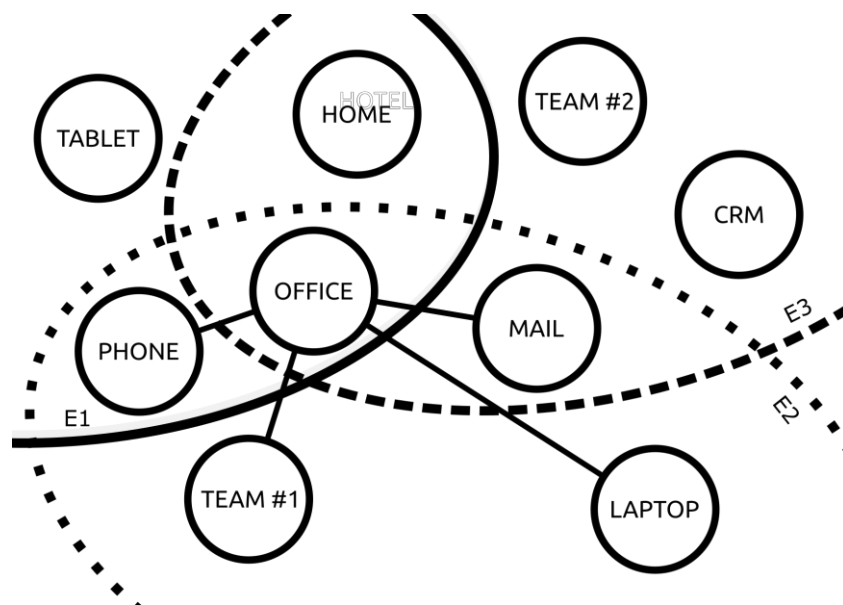 HOTEL
HOME
TEAM #2
TABLET
CRM
OFFICE
E3
MAIL
PHONE
E2
E1
TEAM #1
LAPTOP